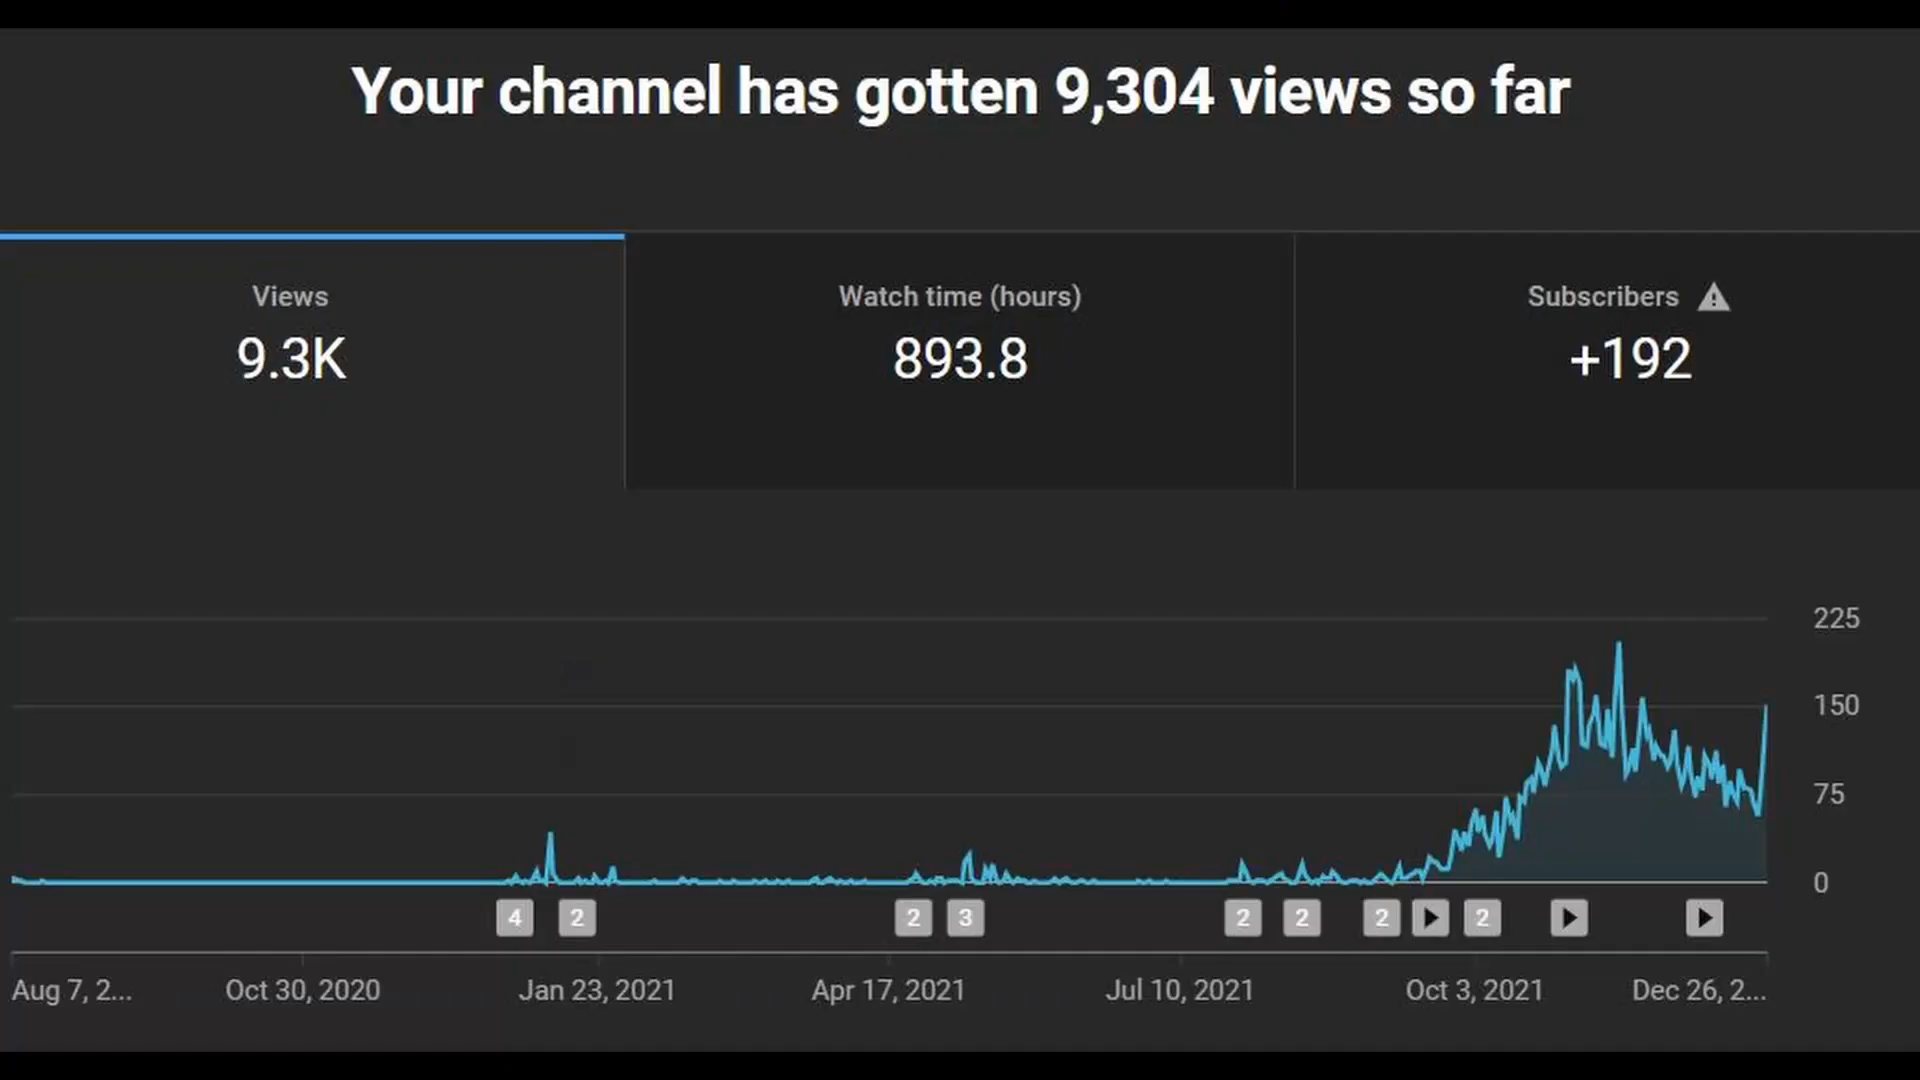 Your channel has gotten 9,304 views so far
Views
Watch time (hours)
Subscribers
9.3K
893.8
+192
225
150
75
0
4
2
2
3
2
2
2
2
Aug 7, 2...
Oct 30, 2020
Jan 23, 2021
Apr 17, 2021
Jul 10, 2021
Oct 3, 2021
Dec 26, 2...